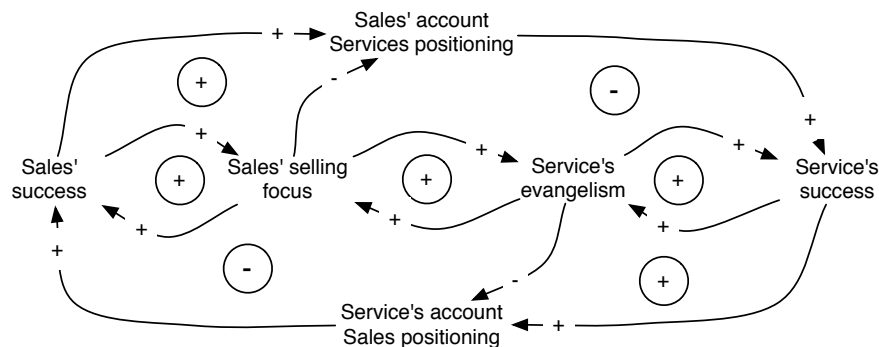 Sales' account
Services positioning
+
-
+
-
+
+
Sales'
success
Sales' selling
focus
+
+
+
Service's
evangelism
+
+
Service's
success
+
+
+
+
+
-
-
+
Service's account
Sales positioning
+